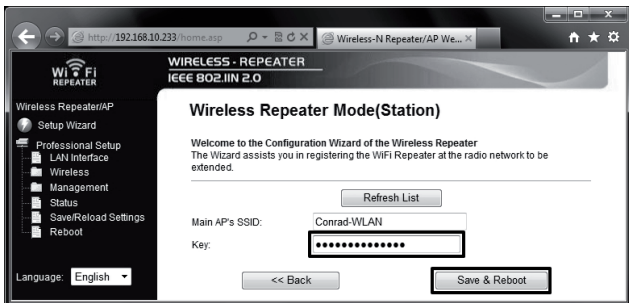 http://192.168.10.233/home.asp
Wireless-N Repeater/AP We...
Wi Fi
REPEATER
WIRELESS - REPEATER
IEEE 802.11N 2.0
Wireless Repeater/AP
Setup Wizard
Professional Setup
LAN Interface
Wireless
Management
Status
Save/Reload Settings
Reboot
Language: English
Wireless Repeater Mode(Station)
Welcome to the Configuration Wizard of the Wireless Repeater
The Wizard assists you in registering the WiFi Repeater at the radio network to be
extended.
Refresh List
Main AP's SSID: Conrad-WLAN
Key: ●●●●●●●●●●●●●●
<< Back
Save & Reboot